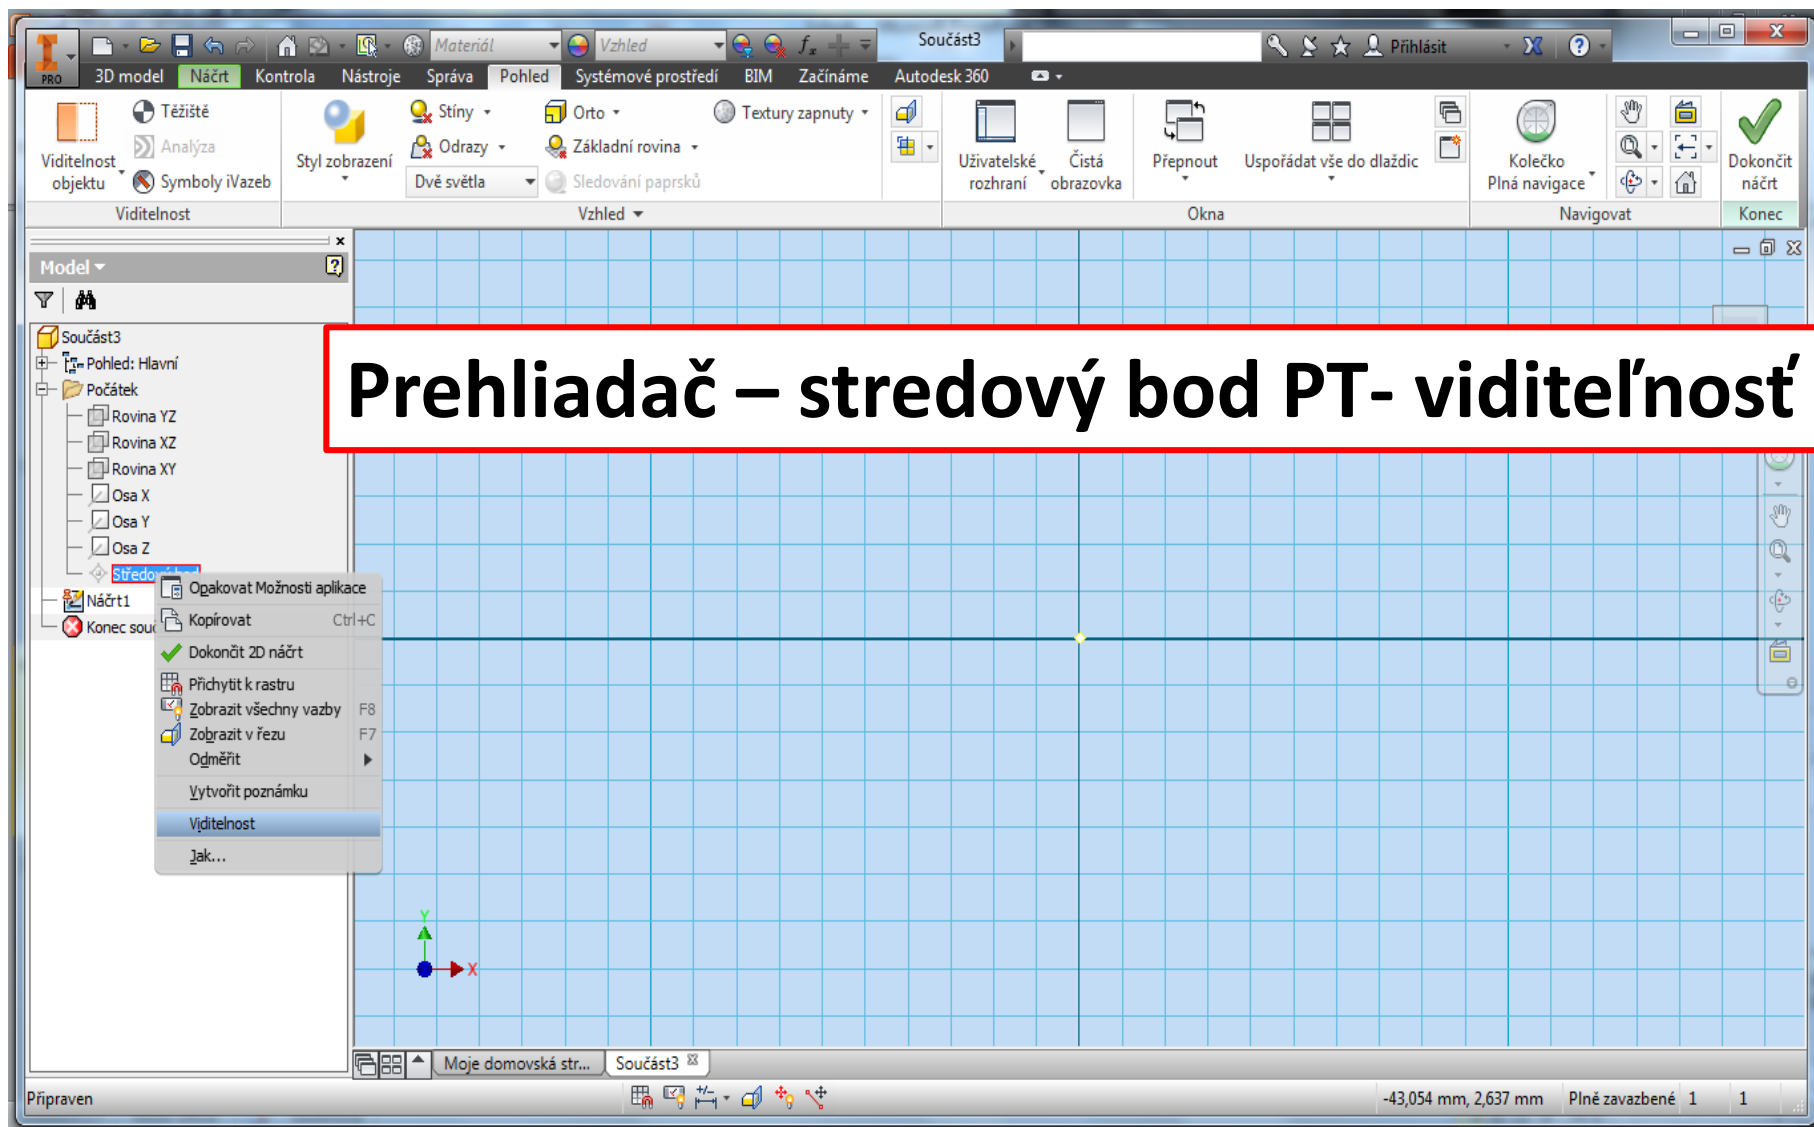 Materiál Vzhled fx Součást3 Přihlásit
PRO 3D model Náčrt Kontrola Nástroje Správa Pohled Systémové prostředí BIM Začínáme Autodesk 360
Viditelnost objektu
Těžiště
Analýza
Symboly iVazeb
Styl zobrazení
Stíny
Odrazy
Dvě světla
Orto
Základní rovina
Sledování paprsků
Textury zapnuty
Uživatelské rozhraní
Čistá obrazovka
Přepnout
Uspořádat vše do dlaždic
Kolečko Plná navigace
Dokončit náčrt
Viditelnost Vzhled Okna Navigovat Konec
Model
Součást3
Pohled: Hlavní
Počátek
Rovina YZ
Rovina XZ
Rovina XY
Osa X
Osa Y
Osa Z
Náčrt1
Prehliadač – stredový bod PT- viditeľnosť
Opakovat Možnosti aplikace
Kopírovat Ctrl+C
Dokončit 2D náčrt
Přichytit k rastru
Zobrazit všechny vazby F8
Zobrazit v řezu F7
Odměřit
Vytvořit poznámku
Viditelnost
Jak...
Y
X
Moje domovská str... Součást3
Připraven -43,054 mm, 2,637 mm Plně zavazbené 1 1